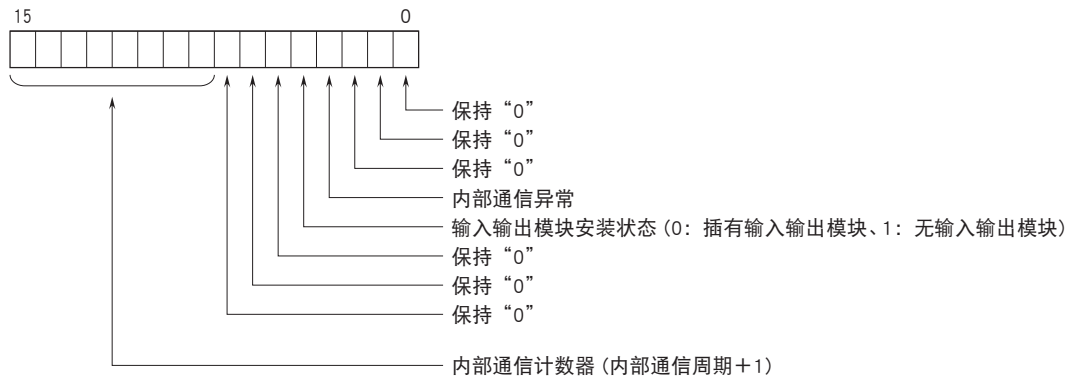 15 0
保持“0”
保持“0”
保持“0”
内部通信异常
输入输出模块安装状态(0：插有输入输出模块、1：无输入输出模块)
保持“0”
保持“0”
保持“0”
内部通信计数器(内部通信周期＋1)